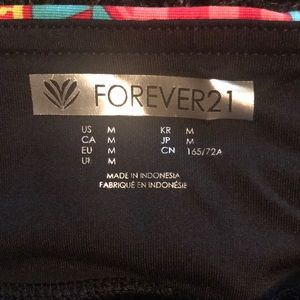 FOREVER21
US M KR M
CA M JP M
EU M CN 165/72A
UK M
MADE IN INDONESIA
FABRIQUÉ EN INDONÉSIE